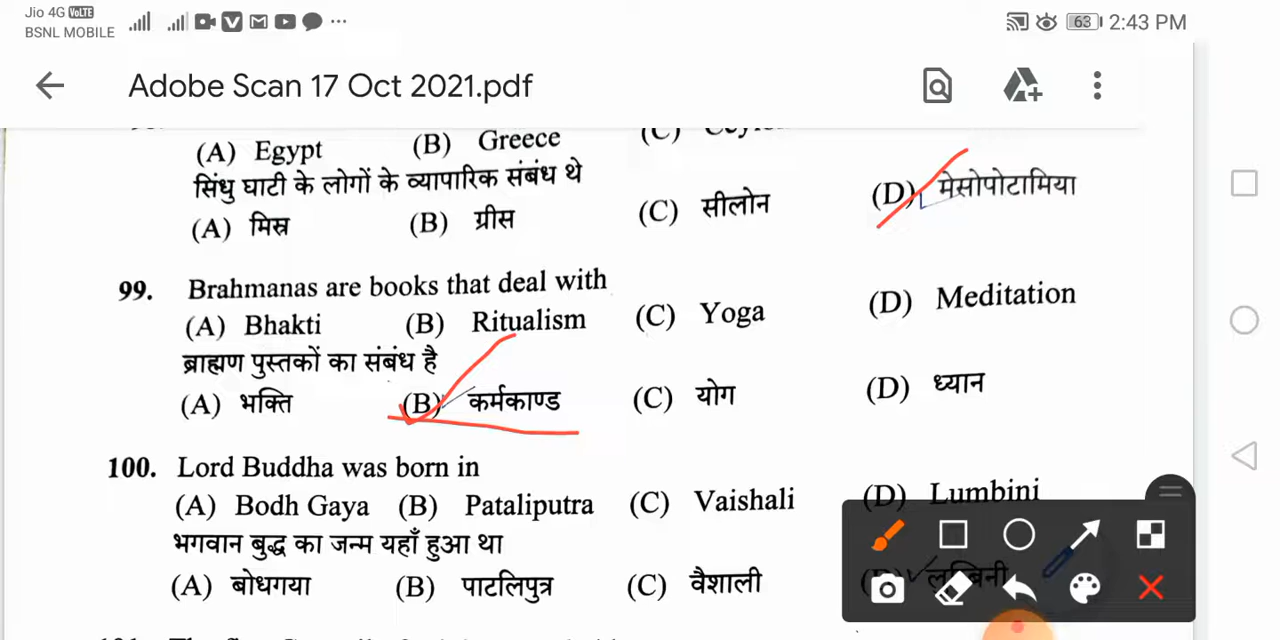 Jio 4G VoLTE
BSNL MOBILE
63 2:43 PM
Adobe Scan 17 Oct 2021.pdf
(A) Egypt (B) Greece (C) Ceylon
सिंधु घाटी के लोगों के व्यापारिक संबंध थे
(A) मिस्र (B) ग्रीस (C) सीलोन (D) मेसोपोटामिया
99. Brahmanas are books that deal with
(A) Bhakti (B) Ritualism (C) Yoga (D) Meditation
ब्राह्मण पुस्तकों का संबंध है
(A) भक्ति (B) कर्मकाण्ड (C) योग (D) ध्यान
100. Lord Buddha was born in
(A) Bodh Gaya (B) Pataliputra (C) Vaishali (D) Lumbini
भगवान बुद्ध का जन्म यहाँ हुआ था
(A) बोधगया (B) पाटलिपुत्र (C) वैशाली (D) लुम्बिनी